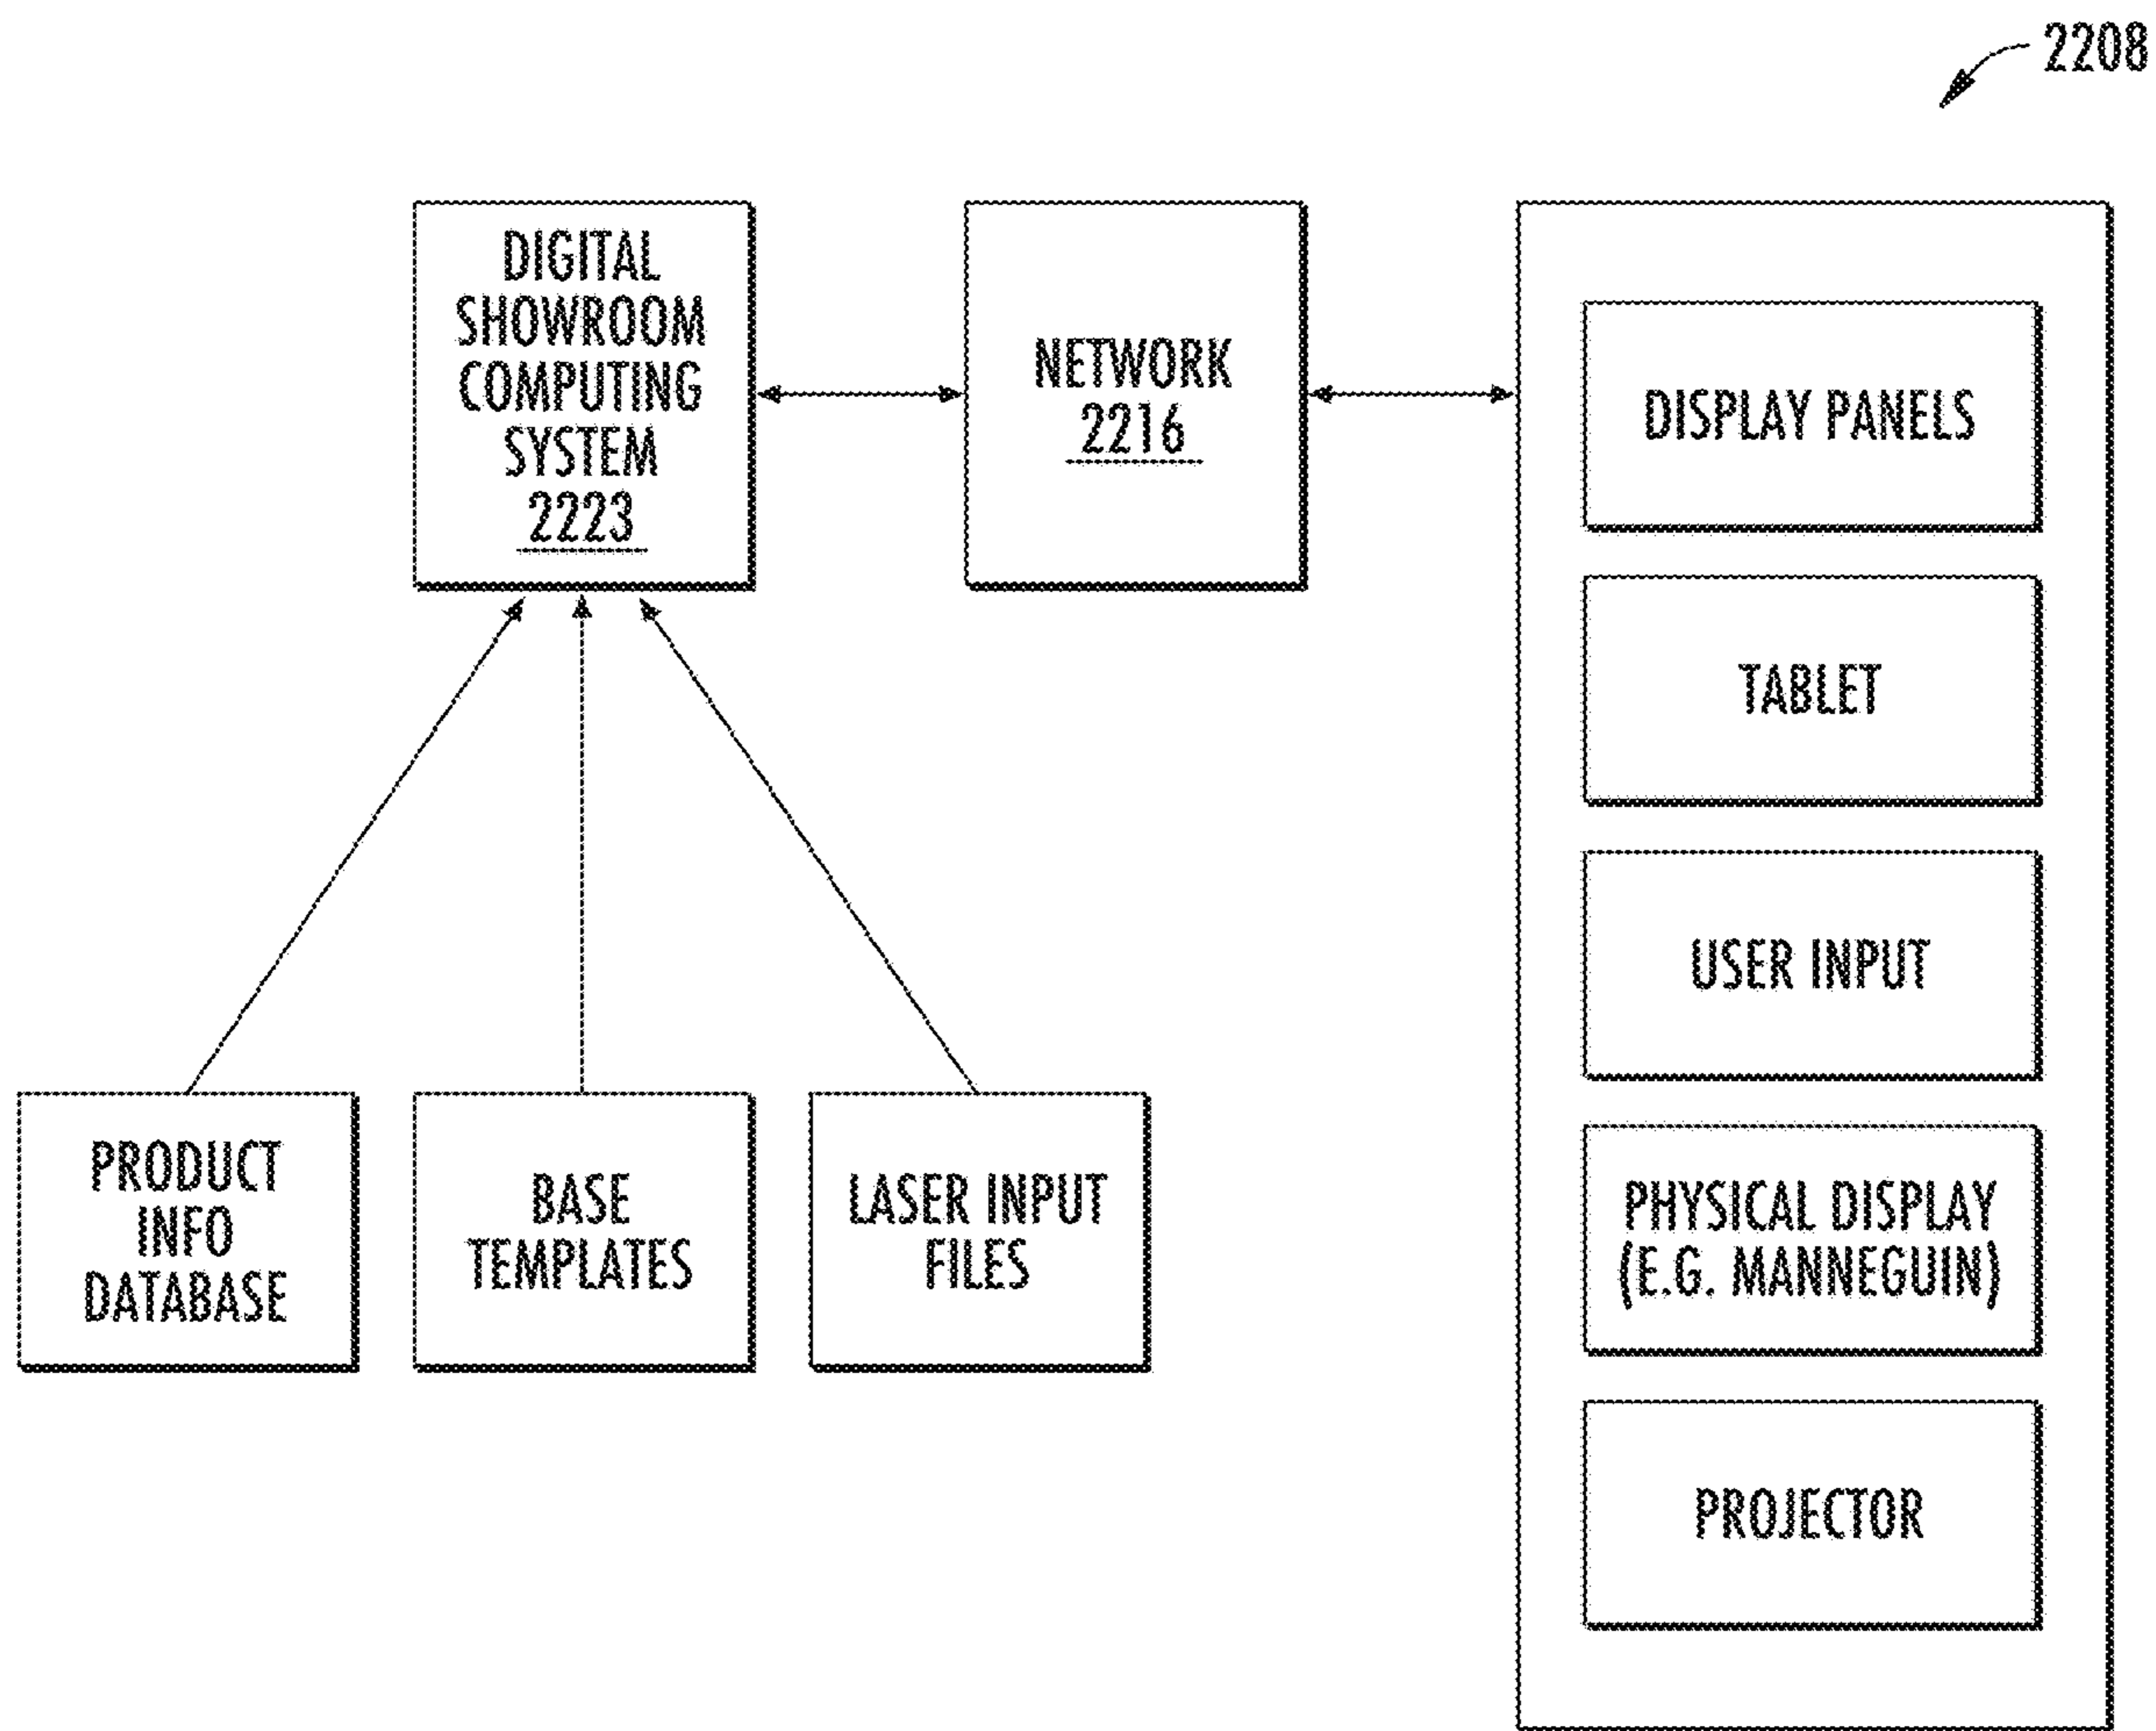 2208
DIGITAL
SHOWROOM
COMPUTING
SYSTEM
2223
NETWORK
2216
DISPLAY PANELS
TABLET
USER INPUT
PHYSICAL DISPLAY
(E.G. MANNEGUIN)
PROJECTOR
PRODUCT
INFO
DATABASE
BASE
TEMPLATES
LASER INPUT
FILES